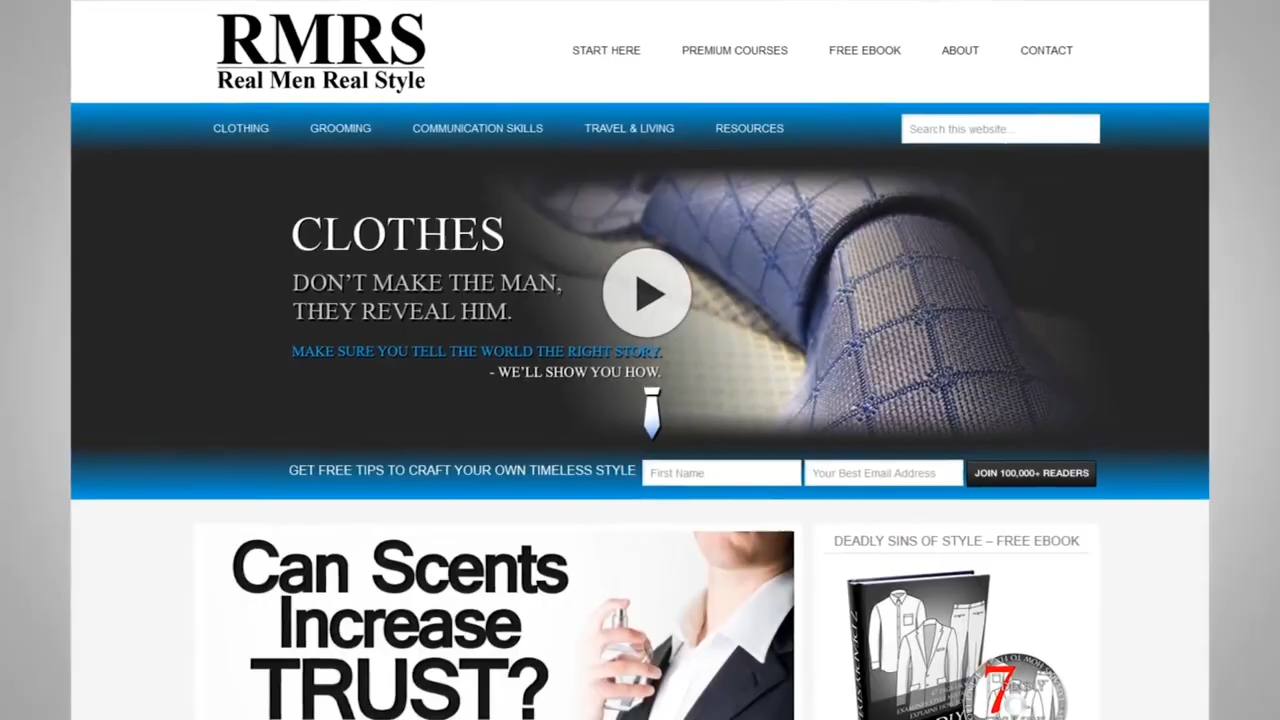 RMRS
Real Men Real Style
START HERE PREMIUM COURSES FREE EBOOK ABOUT CONTACT
CLOTHING GROOMING COMMUNICATION SKILLS TRAVEL & LIVING RESOURCES
Search this website...
CLOTHES
DON'T MAKE THE MAN,
THEY REVEAL HIM.
MAKE SURE YOU TELL THE WORLD THE RIGHT STORY.
- WE'LL SHOW YOU HOW.
GET FREE TIPS TO CRAFT YOUR OWN TIMELESS STYLE
First Name
Your Best Email Address
JOIN 100,000+ READERS
Can Scents
Increase
TRUST?
DEADLY SINS OF STYLE – FREE EBOOK
7